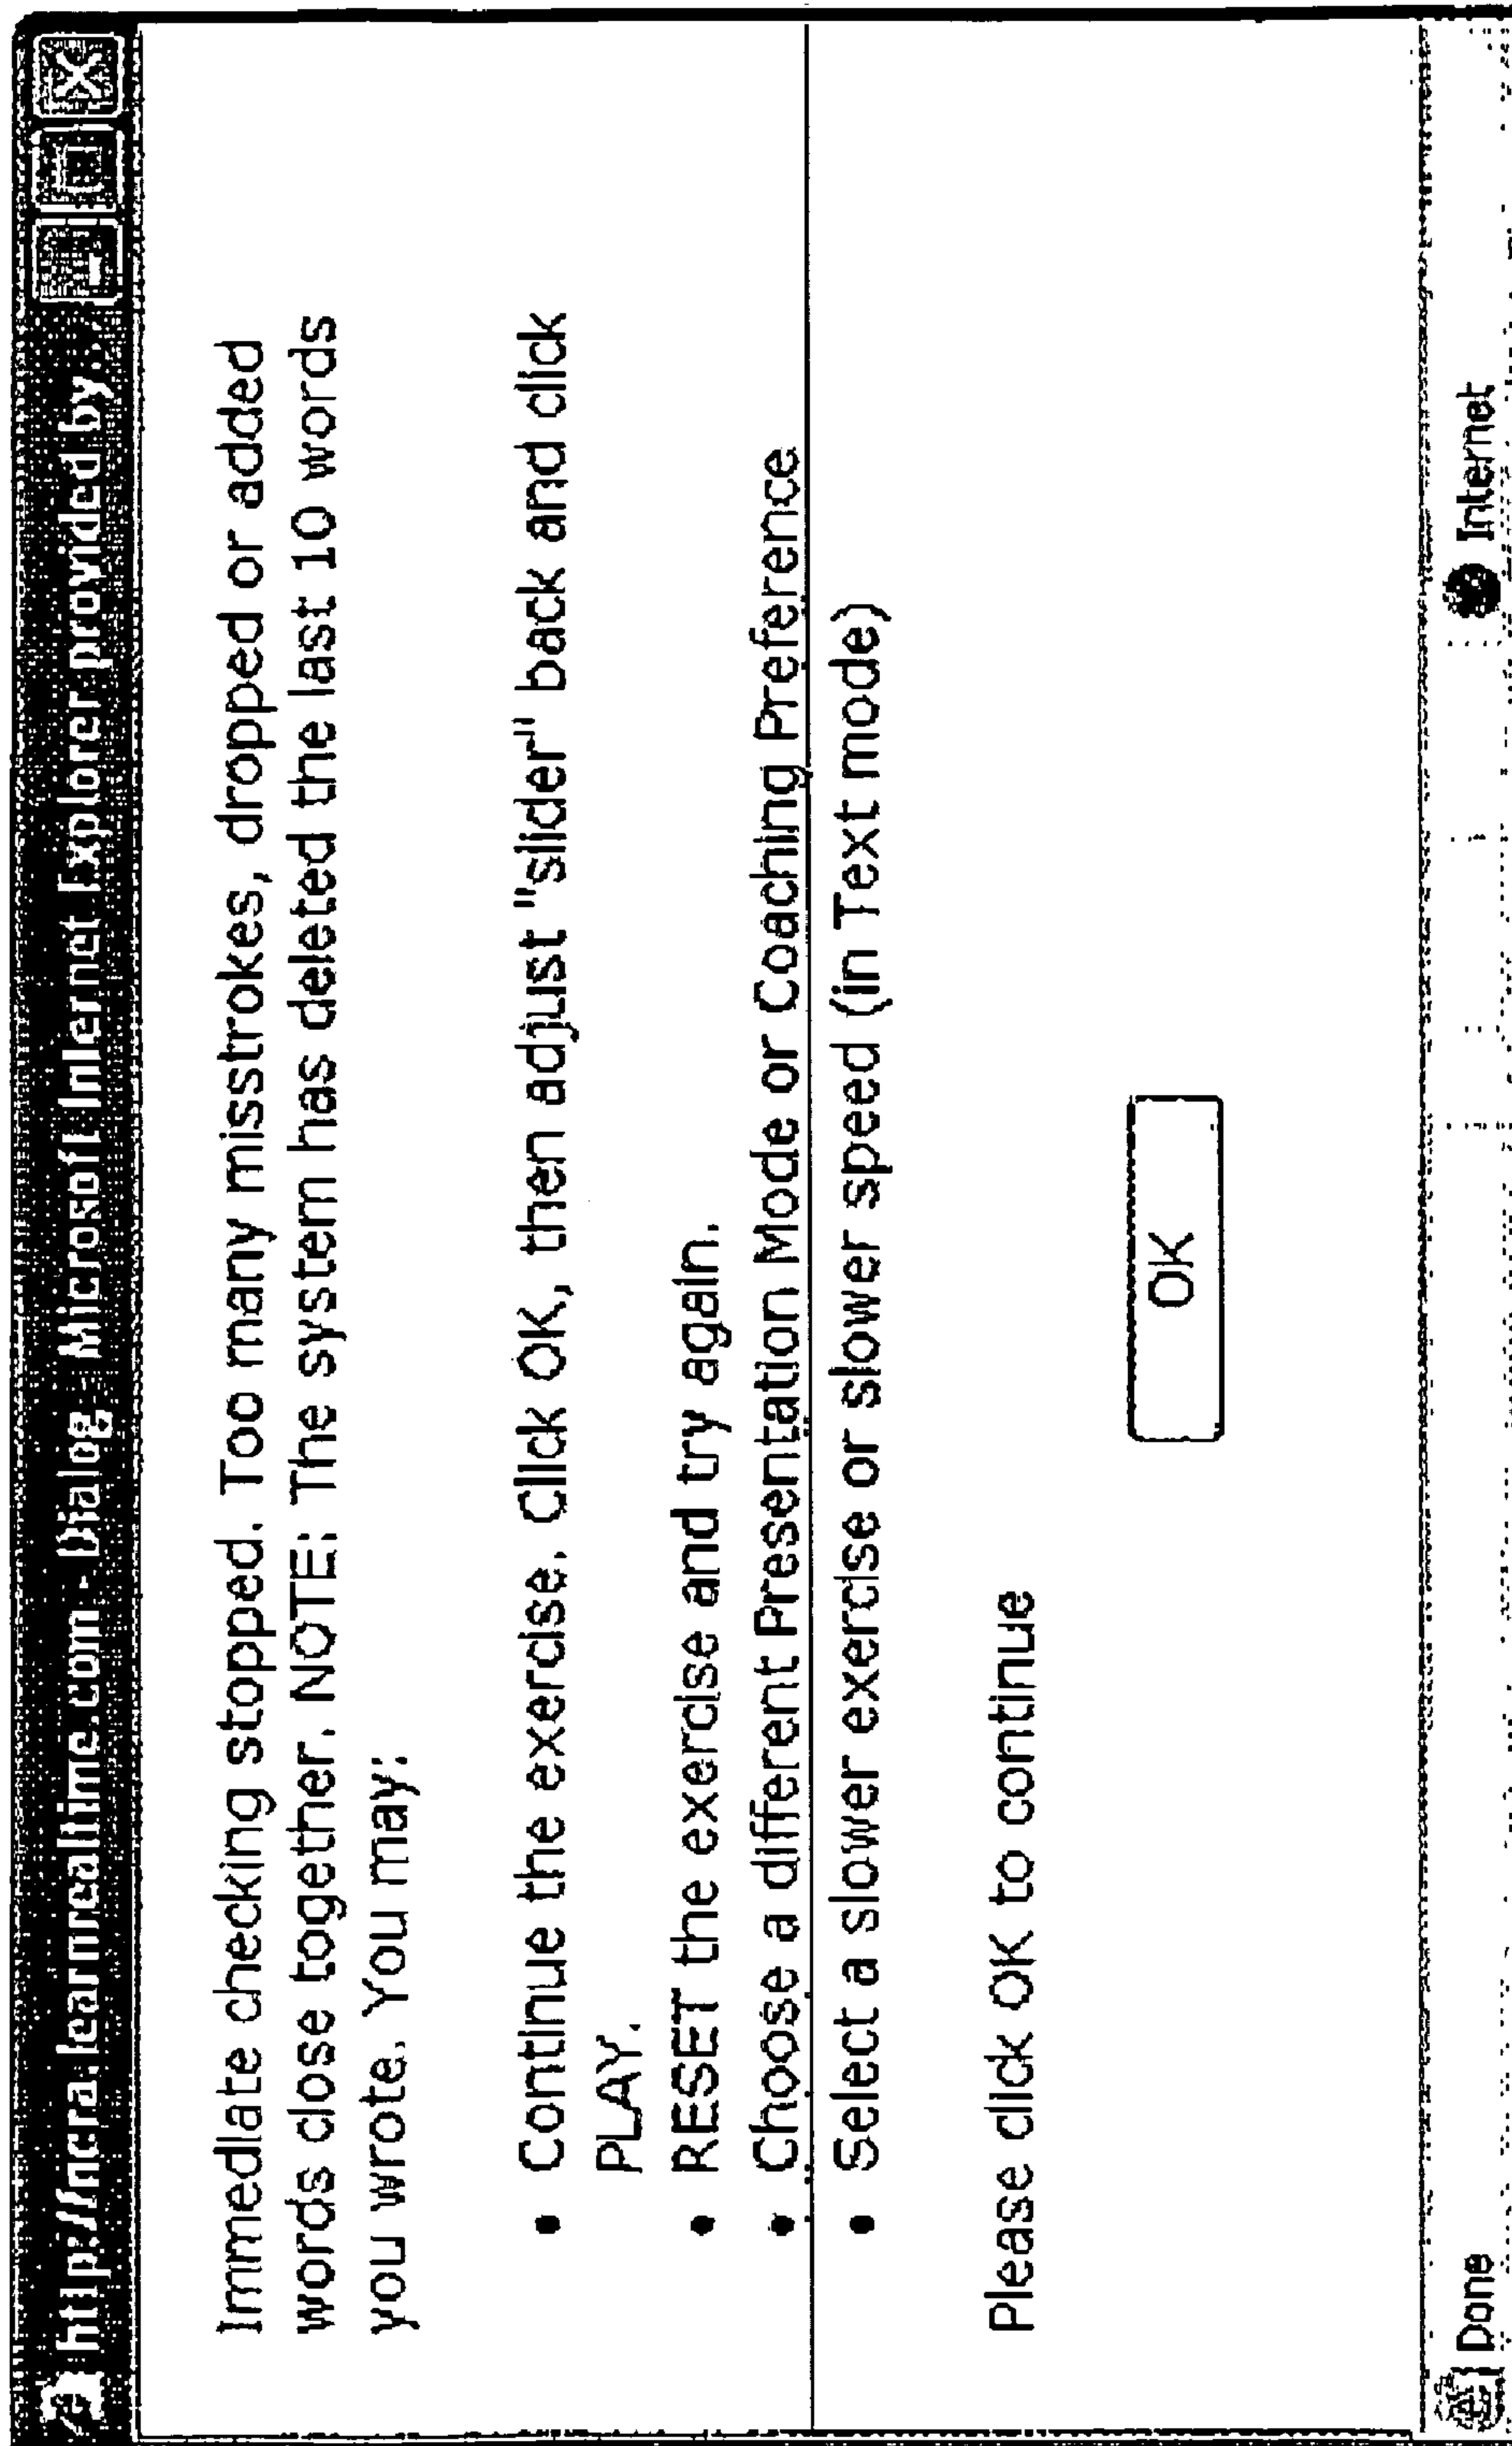 http://ncra.learnrealtime.com - Dialog - Microsoft Internet Explorer provided by
Immediate checking stopped. Too many misstrokes, dropped or added
words close together. NOTE: The system has deleted the last 10 words
you wrote. You may:
• Continue the exercise. Click OK, then adjust "slider" back and click
PLAY.
• RESET the exercise and try again.
• Choose a different Presentation Mode or Coaching Preference
• Select a slower exercise or slower speed (in Text mode)
Please click OK to continue
OK
Done
Internet